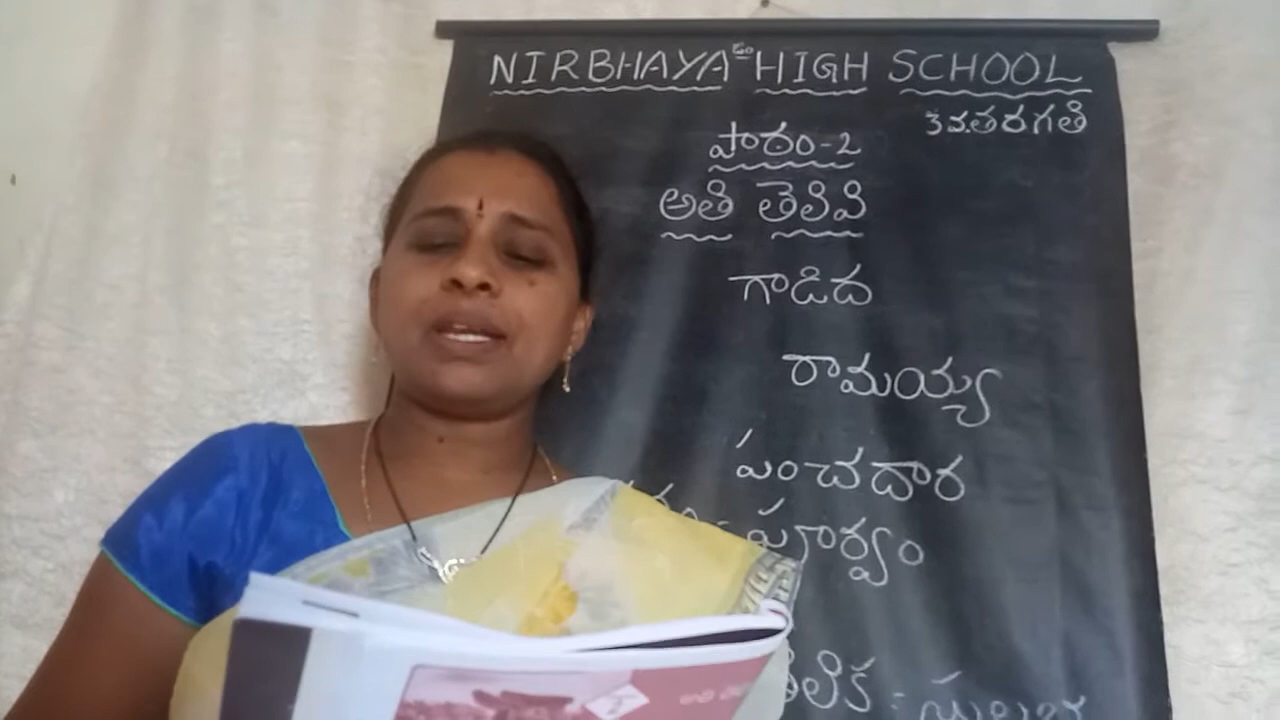 NIRBHAYA ఇం HIGH SCHOOL
3వ.తరగతి
పాఠం-2
అతి తెలివి
గాడిద
రామయ్య
పంచదార
పూర్వం